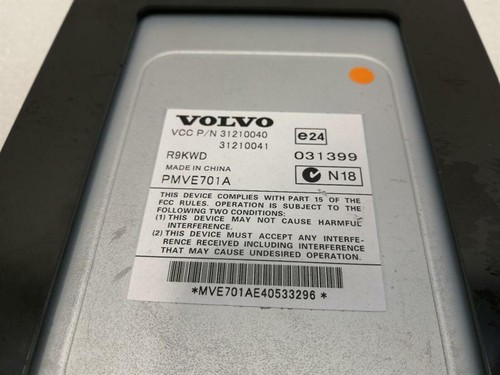 VOLVO
VCC P/N 31210040
31210041
e24
R9KWD
031399
MADE IN CHINA
PMVE701A
N18
THIS DEVICE COMPLIES WITH PART 15 OF THE
FCC RULES. OPERATION IS SUBJECT TO THE
FOLLOWING TWO CONDITIONS:
(1) THIS DEVICE MAY NOT CAUSE HARMFUL
INTERFERENCE.
(2) THIS DEVICE MUST ACCEPT ANY INTERFE-
RENCE RECEIVED INCLUDING INTERFERENCE
THAT MAY CAUSE UNDESIRED OPERATION.
*MVE701AE40533296*